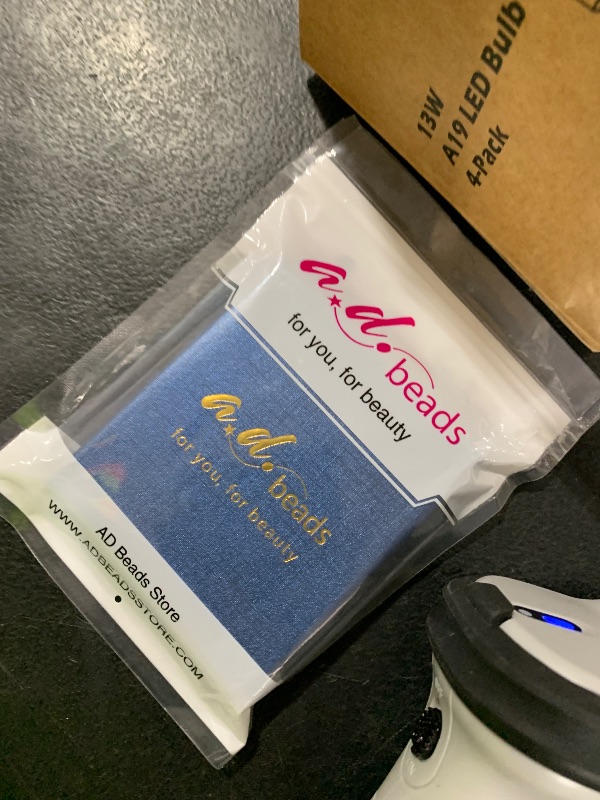 13W
A19 LED Bulb
4-Pack
a.d. beads
for you, for beauty
a.d. beads
for you, for beauty
AD Beads Store
WWW.ADBEADSSTORE.COM